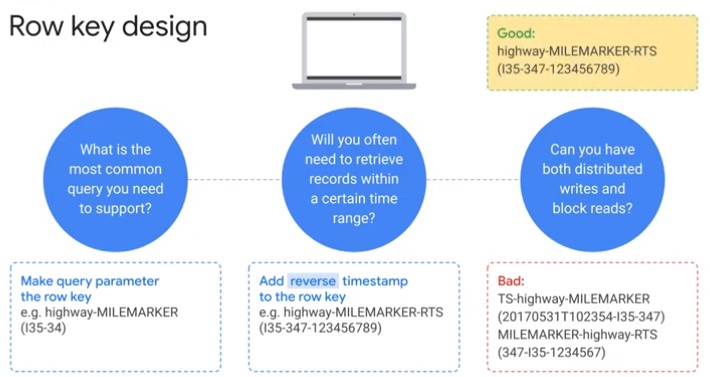 Row key design
Good:
highway-MILEMARKER-RTS
(I35-347-123456789)
What is the
most common
query you need
to support?
Will you often
need to retrieve
records within
a certain time
range?
Can you have
both distributed
writes and
block reads?
Make query parameter
the row key
e.g. highway-MILEMARKER
(I35-34)
Add reverse timestamp
to the row key
e.g. highway-MILEMARKER-RTS
(I35-347-123456789)
Bad:
TS-highway-MILEMARKER
(20170531T102354-I35-347)
MILEMARKER-highway-RTS
(347-I35-1234567)